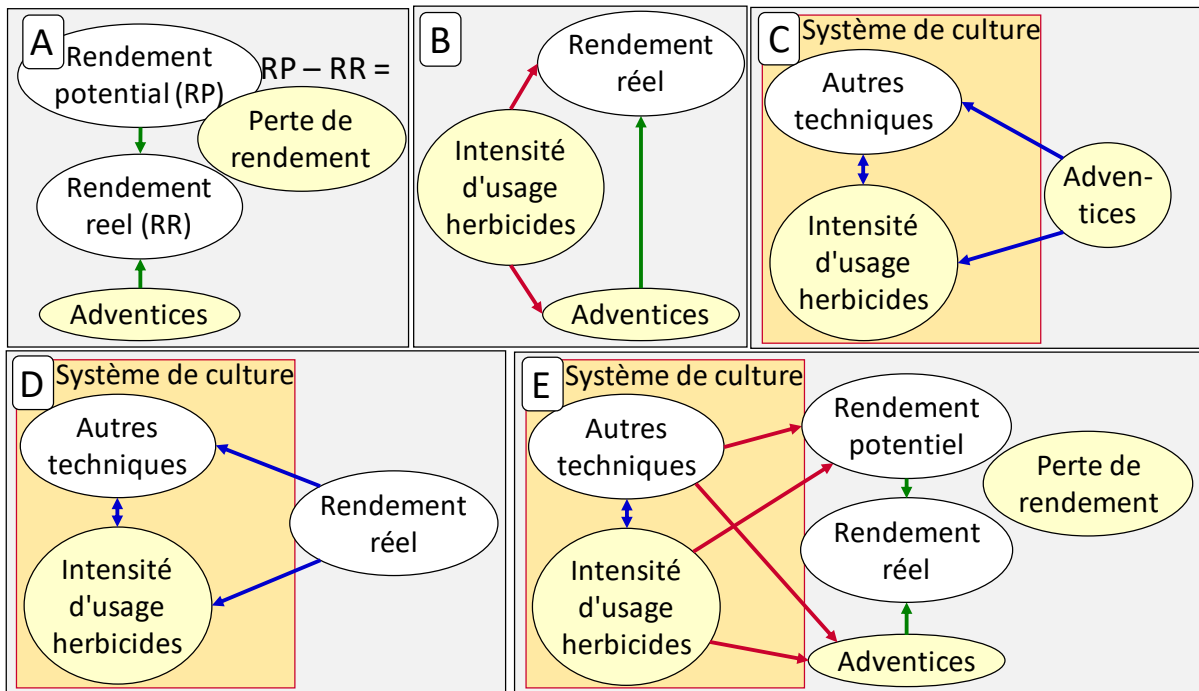 A
Rendement
potential (RP)
RP – RR =
Perte de
rendement
Rendement
reel (RR)
Adventices
B
Rendement
réel
Intensité
d'usage
herbicides
Adventices
C
Système de culture
Autres
techniques
Intensité
d'usage
herbicides
Adven-
tices
D
Système de culture
Autres
techniques
Intensité
d'usage
herbicides
Rendement
réel
E
Système de culture
Autres
techniques
Intensité
d'usage
herbicides
Rendement
potentiel
Perte de
rendement
Rendement
réel
Adventices